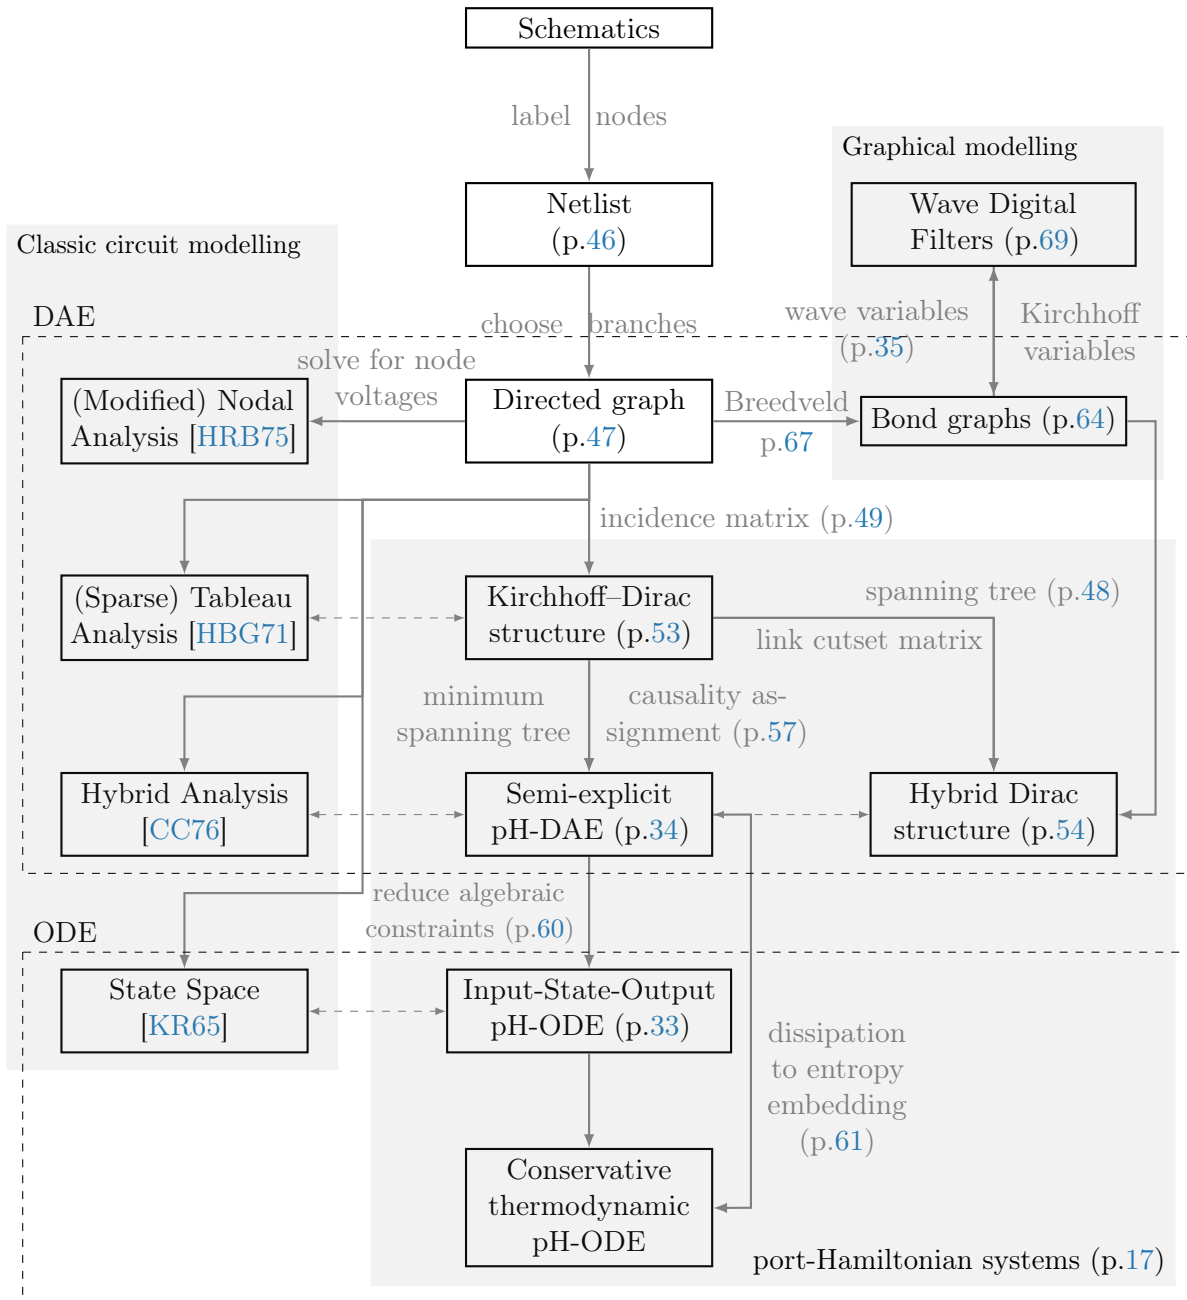 Schematics
label nodes
Graphical modelling
Netlist
(p.46)
Wave Digital
Filters (p.69)
Classic circuit modelling
DAE
choose branches
wave variables
(p.35)
Kirchhoff
variables
solve for node
voltages
(Modified) Nodal
Analysis [HRB75]
Directed graph
(p.47)
Breedveld
p.67
Bond graphs (p.64)
incidence matrix (p.49)
(Sparse) Tableau
Analysis [HBG71]
Kirchhoff–Dirac
structure (p.53)
spanning tree (p.48)
link cutset matrix
minimum
spanning tree
causality as-
signment (p.57)
Hybrid Analysis
[CC76]
Semi-explicit
pH-DAE (p.34)
Hybrid Dirac
structure (p.54)
reduce algebraic
constraints (p.60)
ODE
State Space
[KR65]
Input-State-Output
pH-ODE (p.33)
dissipation
to entropy
embedding
(p.61)
Conservative
thermodynamic
pH-ODE
port-Hamiltonian systems (p.17)